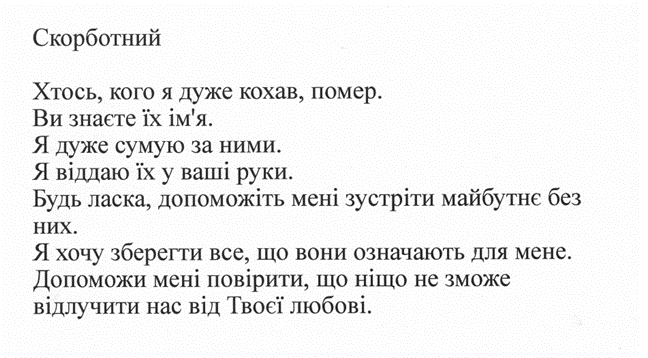 Скорботний
Хтось, кого я дуже кохав, помер.
Ви знаєте їх ім'я.
Я дуже сумую за ними.
Я віддаю їх у ваші руки.
Будь ласка, допоможіть мені зустріти майбутнє без
них.
Я хочу зберегти все, що вони означають для мене.
Допоможи мені повірити, що ніщо не зможе
відлучити нас від Твоєї любові.